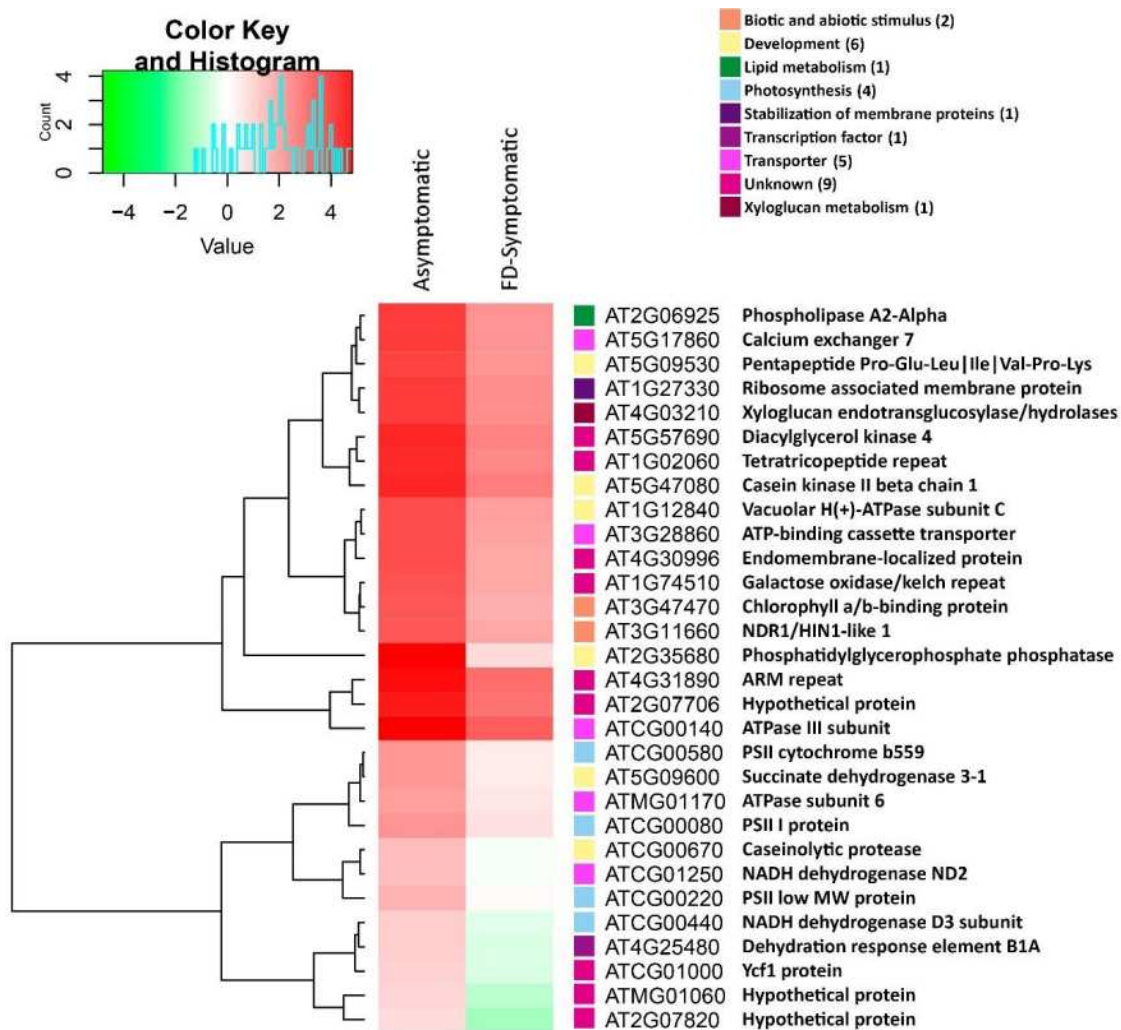 Color Key
and Histogram
Count
0
2
4
−4
−2
0
2
4
Value
Biotic and abiotic stimulus (2)
Development (6)
Lipid metabolism (1)
Photosynthesis (4)
Stabilization of membrane proteins (1)
Transcription factor (1)
Transporter (5)
Unknown (9)
Xyloglucan metabolism (1)
Asymptomatic
FD-Symptomatic
AT2G06925 Phospholipase A2-Alpha
AT5G17860 Calcium exchanger 7
AT5G09530 Pentapeptide Pro-Glu-Leu|Ile|Val-Pro-Lys
AT1G27330 Ribosome associated membrane protein
AT4G03210 Xyloglucan endotransglucosylase/hydrolases
AT5G57690 Diacylglycerol kinase 4
AT1G02060 Tetratricopeptide repeat
AT5G47080 Casein kinase II beta chain 1
AT1G12840 Vacuolar H(+)-ATPase subunit C
AT3G28860 ATP-binding cassette transporter
AT4G30996 Endomembrane-localized protein
AT1G74510 Galactose oxidase/kelch repeat
AT3G47470 Chlorophyll a/b-binding protein
AT3G11660 NDR1/HIN1-like 1
AT2G35680 Phosphatidylglycerophosphate phosphatase
AT4G31890 ARM repeat
AT2G07706 Hypothetical protein
ATCG00140 ATPase III subunit
ATCG00580 PSII cytochrome b559
AT5G09600 Succinate dehydrogenase 3-1
ATMG01170 ATPase subunit 6
ATCG00080 PSII I protein
ATCG00670 Caseinolytic protease
ATCG01250 NADH dehydrogenase ND2
ATCG00220 PSII low MW protein
ATCG00440 NADH dehydrogenase D3 subunit
AT4G25480 Dehydration response element B1A
ATCG01000 Ycf1 protein
ATMG01060 Hypothetical protein
AT2G07820 Hypothetical protein